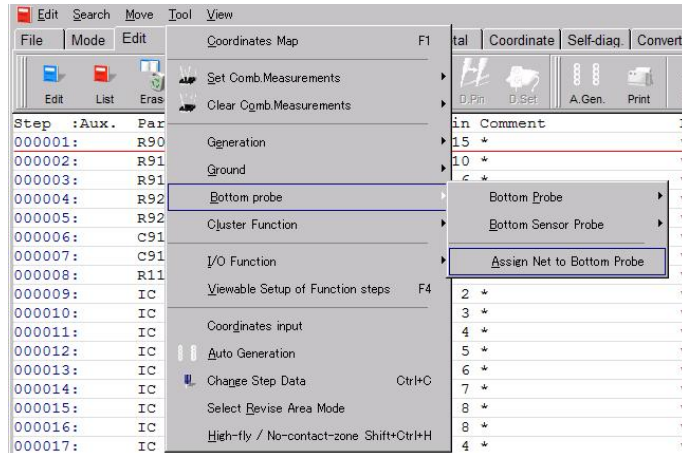 Edit Search Move Tool View
File Mode Edit tal Coordinate Self-diag. Convert
Edit List Eras D.Pin D.Set A.Gen. Print
Coordinates Map F1
Set Comb.Measurements
Clear Comb.Measurements
Generation
Ground
Bottom probe
Cluster Function
I/O Function
Viewable Setup of Function steps F4
Coordinates input
Auto Generation
Change Step Data Ctrl+C
Select Revise Area Mode
High-fly / No-contact-zone Shift+Ctrl+H
Bottom Probe
Bottom Sensor Probe
Assign Net to Bottom Probe
Step :Aux. Par in Comment
000001: R90 15 *
000002: R91 10 *
000003: R91 6 *
000004: R92
000005: R92
000006: C91
000007: C91
000008: R11
000009: IC 2 *
000010: IC 3 *
000011: IC 4 *
000012: IC 5 *
000013: IC 6 *
000014: IC 7 *
000015: IC 8 *
000016: IC 8 *
000017: IC 4 *